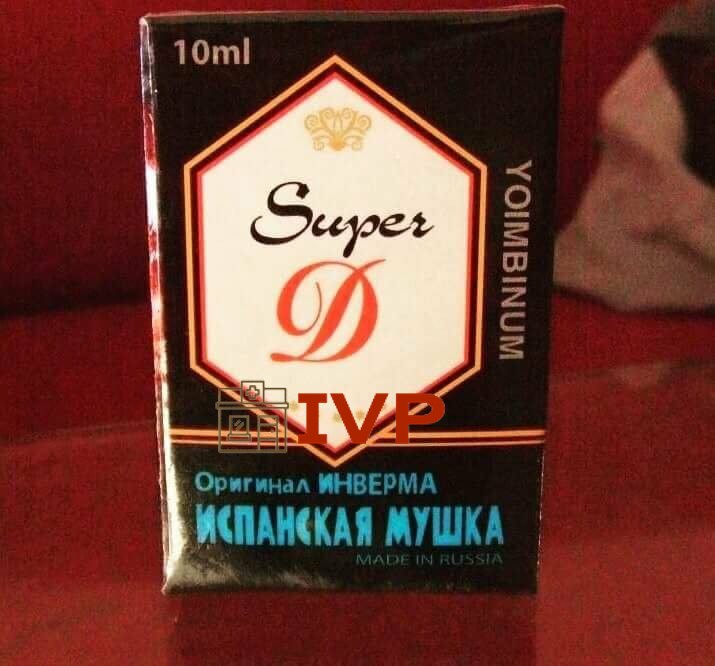 10ml
Super
D
YOIMBINUM
IVP
Оригинал ИНВЕРМА
ИСПАНСКАЯ МУШКА
MADE IN RUSSIA